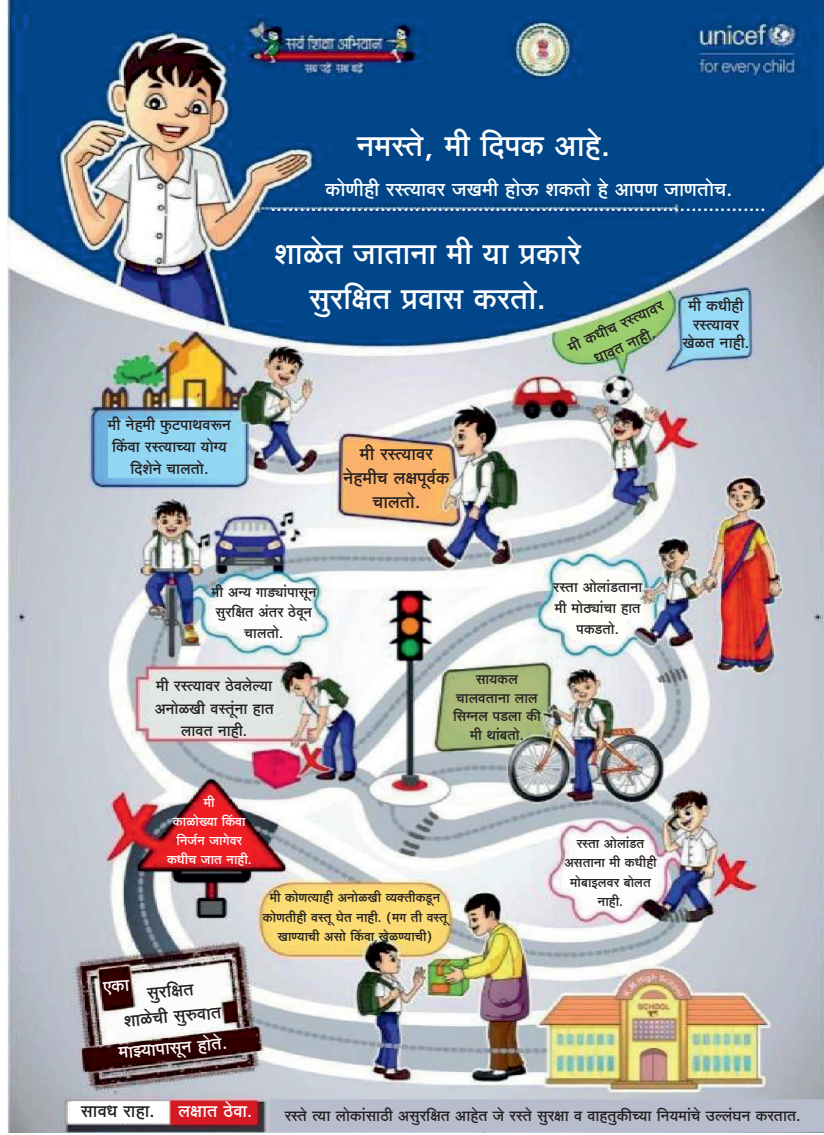 सर्व शिक्षा अभियान
सब पढ़ें सब बढ़ें
unicef
for every child
नमस्ते, मी दिपक आहे.
कोणीही रस्त्यावर जखमी होऊ शकतो हे आपण जाणतोच.
शाळेत जाताना मी या प्रकारे
सुरक्षित प्रवास करतो.
मी कधीच रस्त्यावर
धावत नाही.
मी कधीही
रस्त्यावर
खेळत नाही.
मी नेहमी फुटपाथवरून
किंवा रस्त्याच्या योग्य
दिशेने चालतो.
मी रस्त्यावर
नेहमीच लक्षपूर्वक
चालतो.
मी अन्य गाड्यांपासून
सुरक्षित अंतर ठेवून
चालतो.
रस्ता ओलांडताना
मी मोठ्यांचा हात
पकडतो.
मी रस्त्यावर ठेवलेल्या
अनोळखी वस्तूंना हात
लावत नाही.
सायकल
चालवताना लाल
सिग्नल पडला की
मी थांबतो.
मी
काळोख्या किंवा
निर्जन जागेवर
कधीच जात नाही.
रस्ता ओलांडत
असताना मी कधीही
मोबाइलवर बोलत
नाही.
मी कोणत्याही अनोळखी व्यक्तीकडून
कोणतीही वस्तू घेत नाही. (मग ती वस्तू
खाण्याची असो किंवा खेळण्याची)
एका सुरक्षित
शाळेची सुरुवात
माझ्यापासून होते.
K.M High School
SCHOOL
सावध राहा. लक्षात ठेवा. रस्ते त्या लोकांसाठी असुरक्षित आहेत जे रस्ते सुरक्षा व वाहतुकीच्या नियमांचे उल्लंघन करतात.